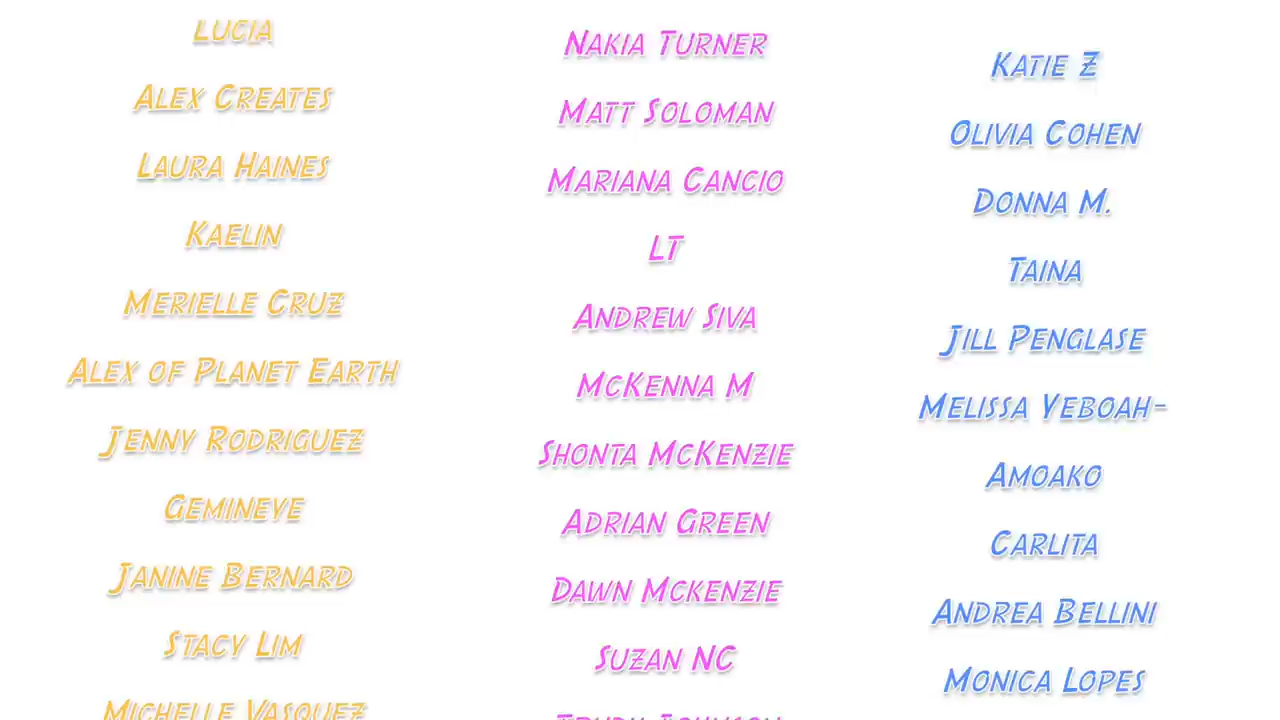 Lucia
Alex Creates
Laura Haines
Kaelin
Merielle Cruz
Alex of Planet Earth
Jenny Rodriguez
Gemineye
Janine Bernard
Stacy Lim
Michelle Vasquez
Nakia Turner
Matt Soloman
Mariana Cancio
LT
Andrew Siva
McKenna M
Shonta McKenzie
Adrian Green
Dawn Mckenzie
Suzan NC
Katie Z
Olivia Cohen
Donna M.
Taina
Jill Penglase
Melissa Yeboah-
Amoako
Carlita
Andrea Bellini
Monica Lopes